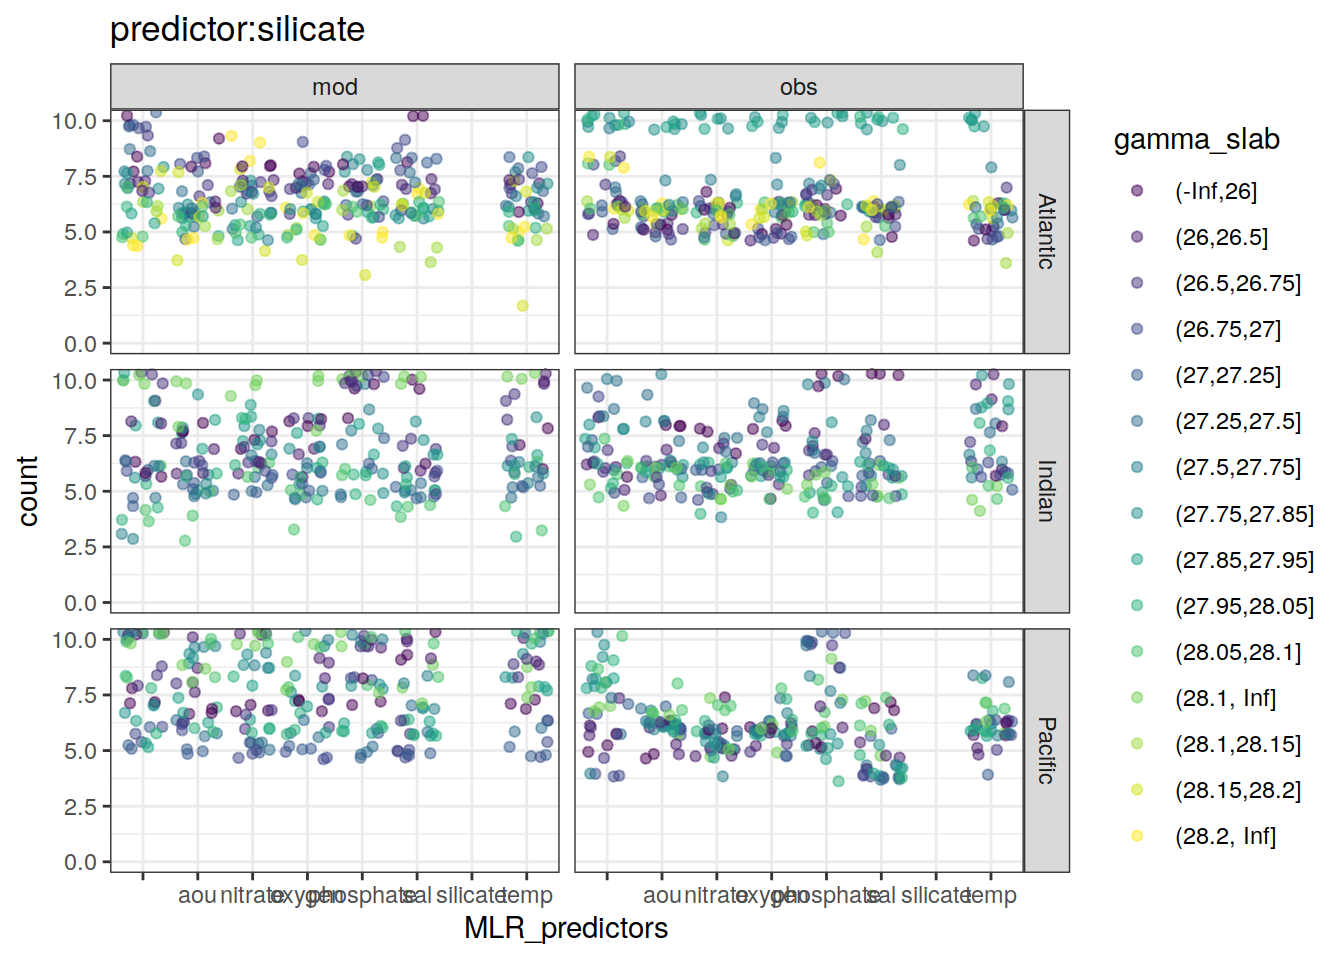 predictor:silicate
mod
obs
10.0
7.5
5.0
2.5
0.0
Atlantic
10.0
7.5
5.0
2.5
0.0
Indian
10.0
7.5
5.0
2.5
0.0
Pacific
count
aou nitrate oxygen phosphate sal silicate temp
aou nitrate oxygen phosphate sal silicate temp
MLR_predictors
gamma_slab
(-Inf,26]
(26,26.5]
(26.5,26.75]
(26.75,27]
(27,27.25]
(27.25,27.5]
(27.5,27.75]
(27.75,27.85]
(27.85,27.95]
(27.95,28.05]
(28.05,28.1]
(28.1, Inf]
(28.1,28.15]
(28.15,28.2]
(28.2, Inf]